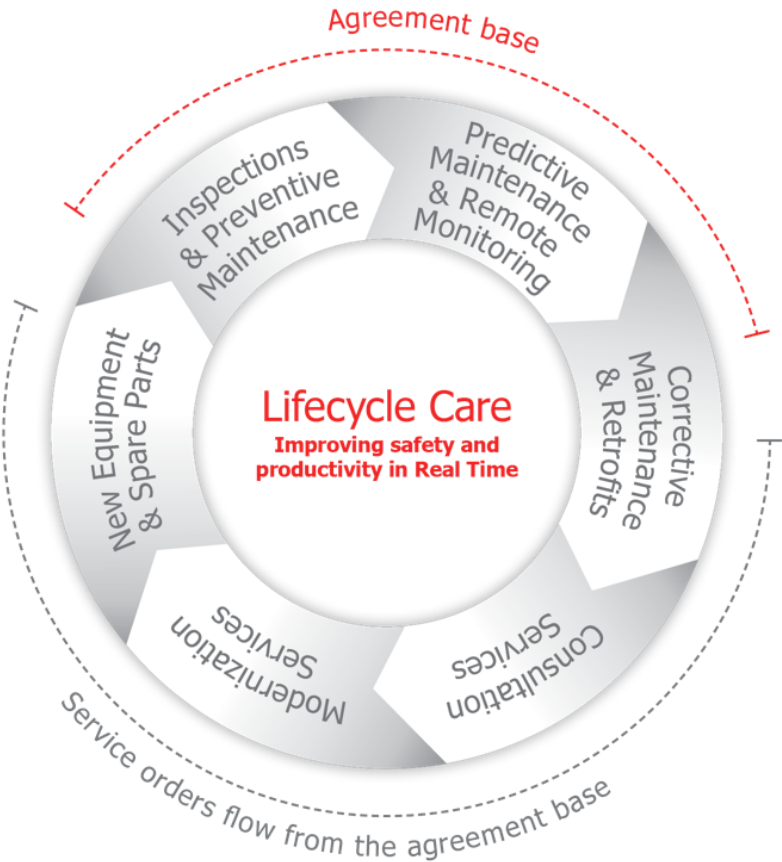 Agreement base
Inspections
& Preventive
Maintenance
Predictive
Maintenance
& Remote
Monitoring
Corrective
Maintenance
& Retrofits
Consultation
Services
Modernization
Services
New Equipment
& Spare Parts
Lifecycle Care
Improving safety and
productivity in Real Time
Service orders flow from the agreement base